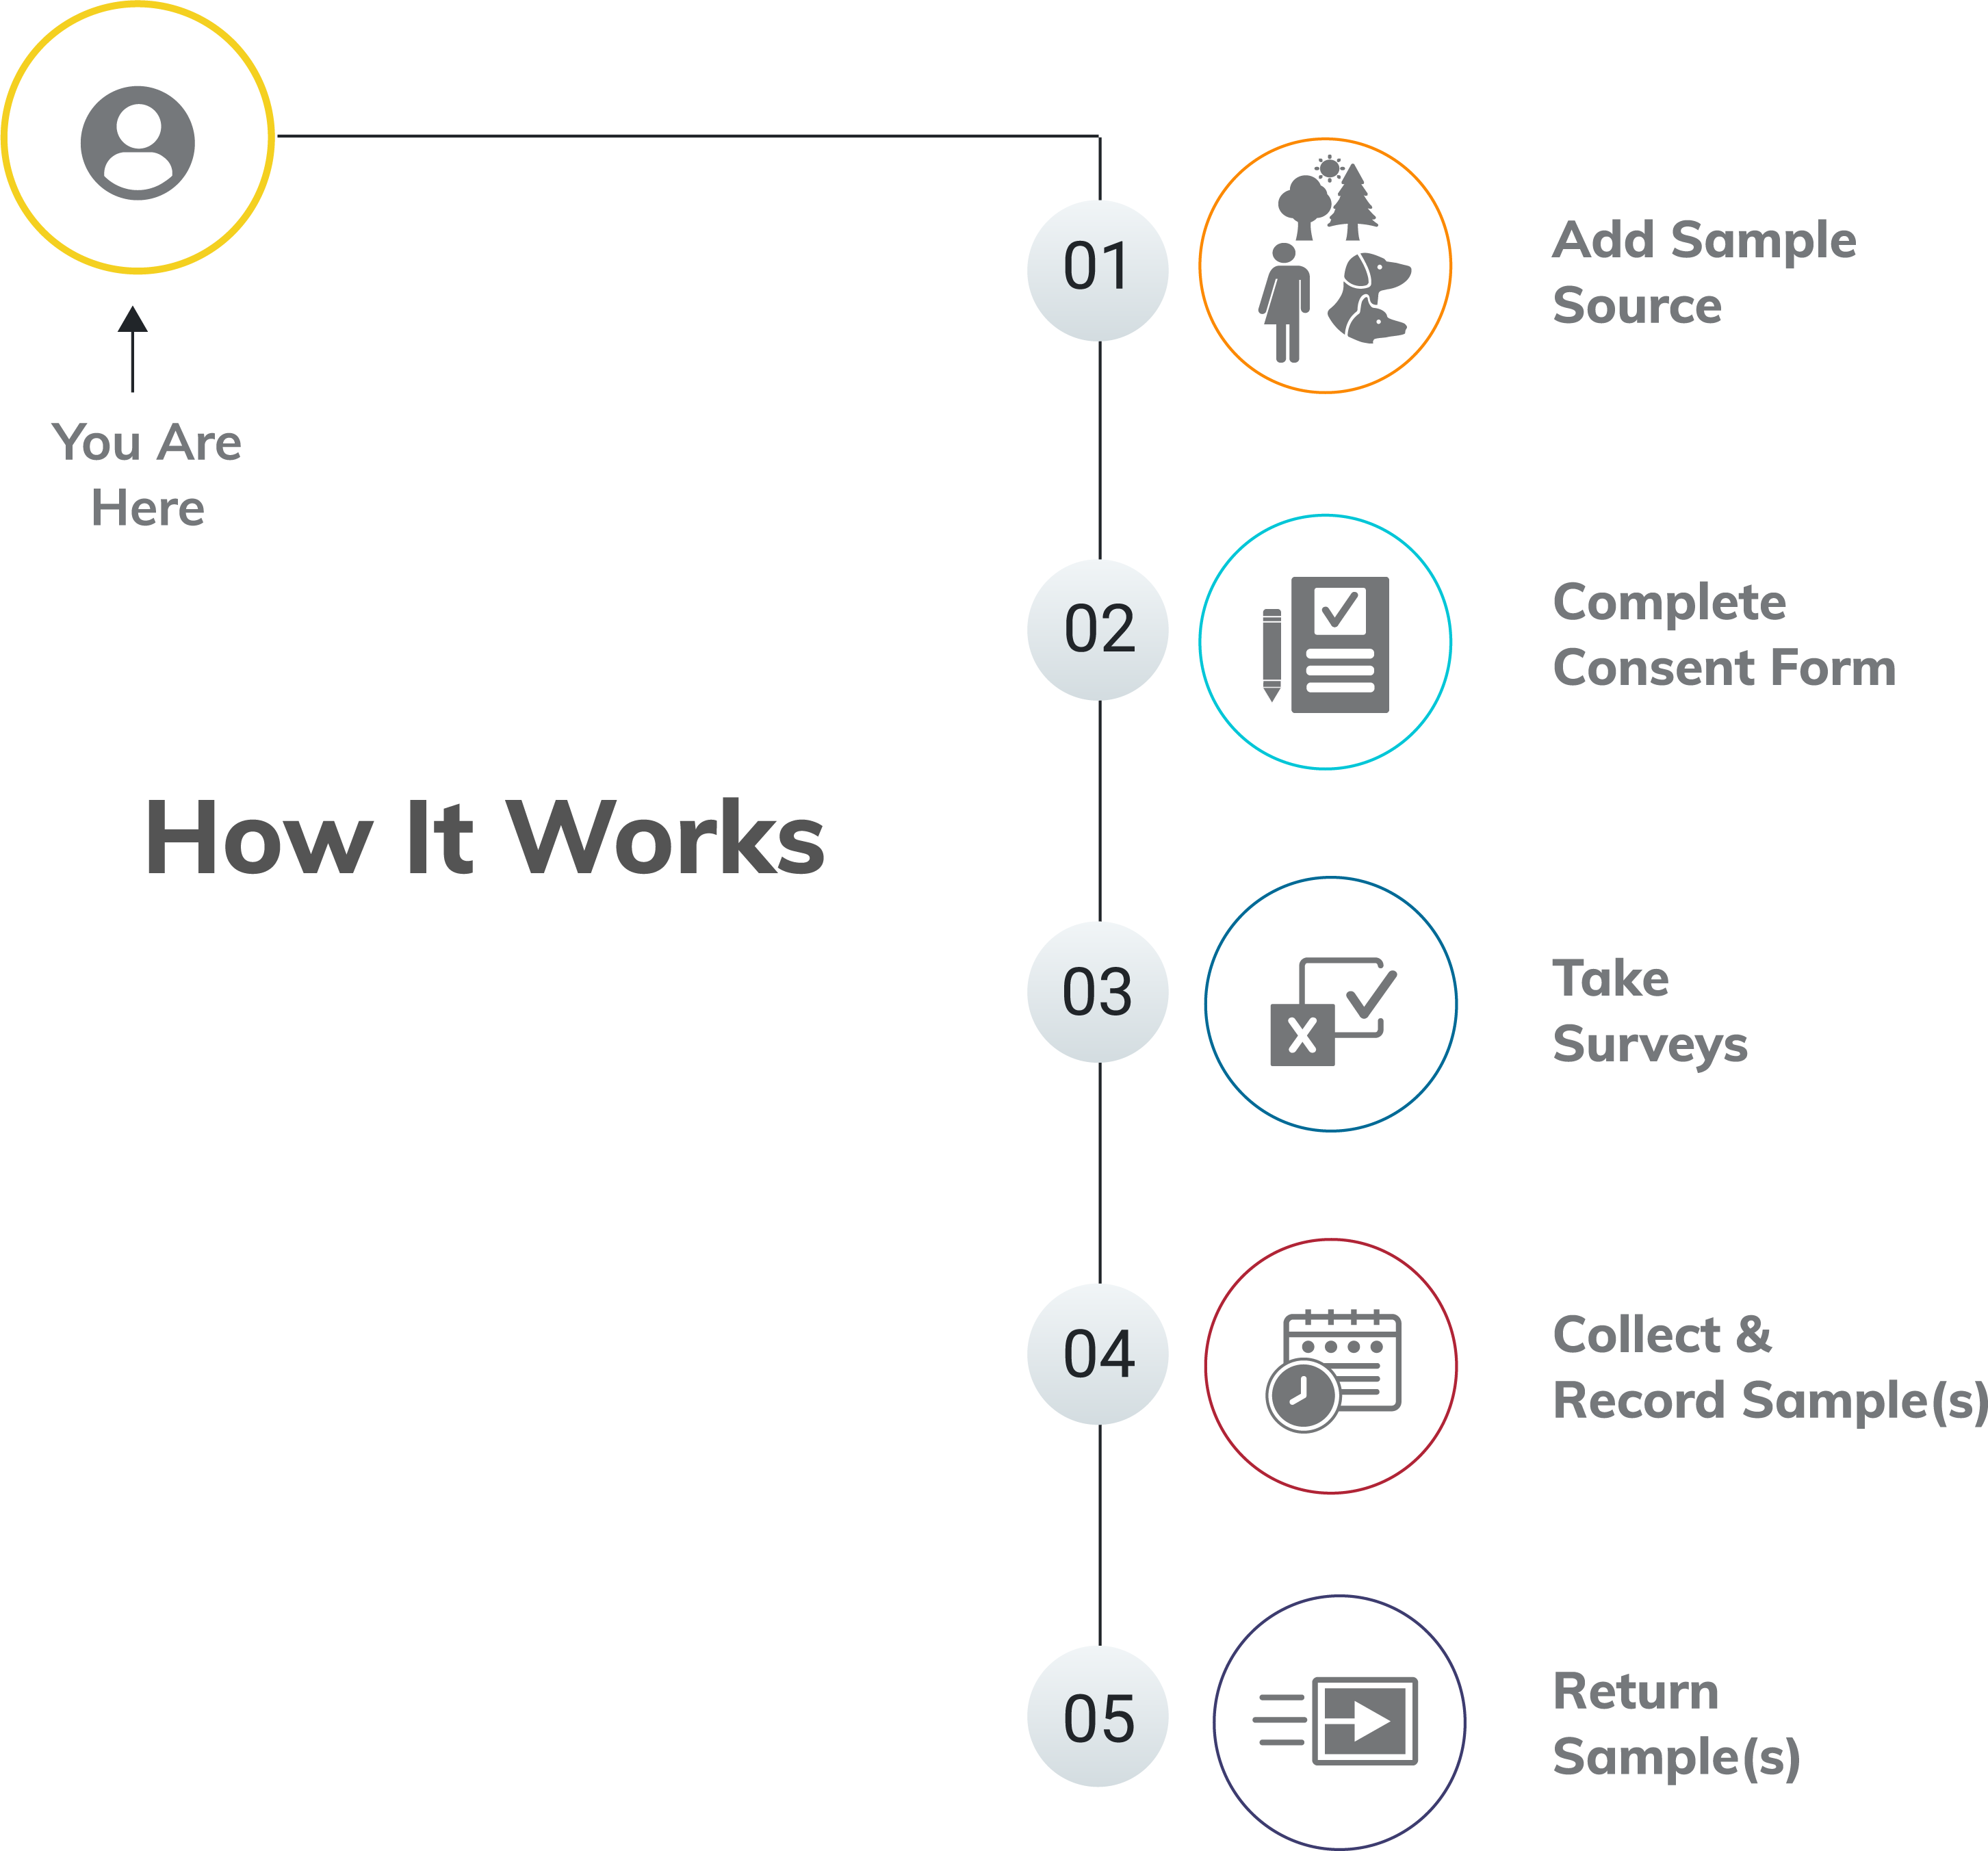 You Are
Here
How It Works
01
Add Sample
Source
02
Complete
Consent Form
03
X
Take
Surveys
04
Collect &
Record Sample(s)
05
Return
Sample(s)